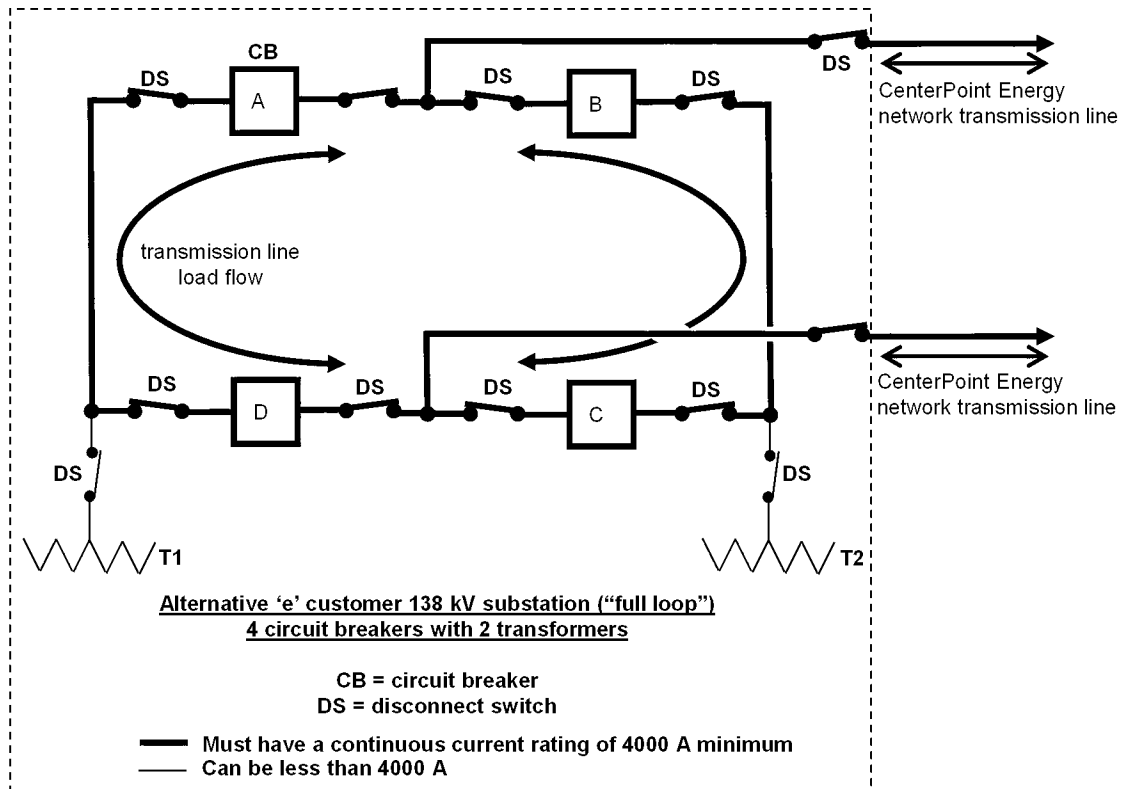 CB
DS
A
DS
B
DS
DS
CenterPoint Energy
network transmission line
transmission line
load flow
DS
D
DS
DS
C
DS
CenterPoint Energy
network transmission line
DS
DS
T1
T2
Alternative ‘e’ customer 138 kV substation (“full loop”)
4 circuit breakers with 2 transformers
CB = circuit breaker
DS = disconnect switch
Must have a continuous current rating of 4000 A minimum
Can be less than 4000 A